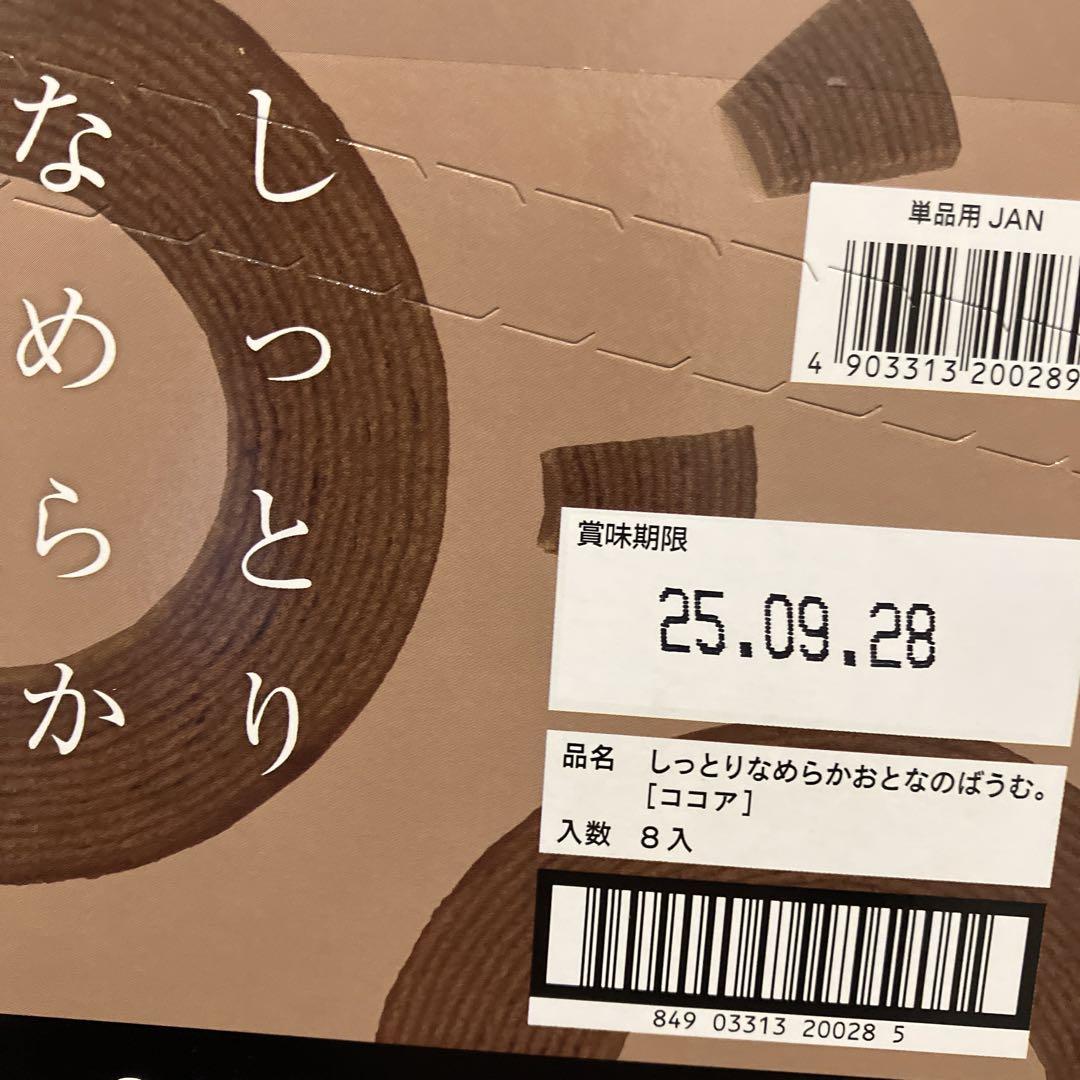 しっとり
なめらか
単品用 JAN
4 903313 200289
賞味期限
25.09.28
品名 しっとりなめらかおとなのばうむ。
[ココア]
入数 8入
849 03313 20028 5